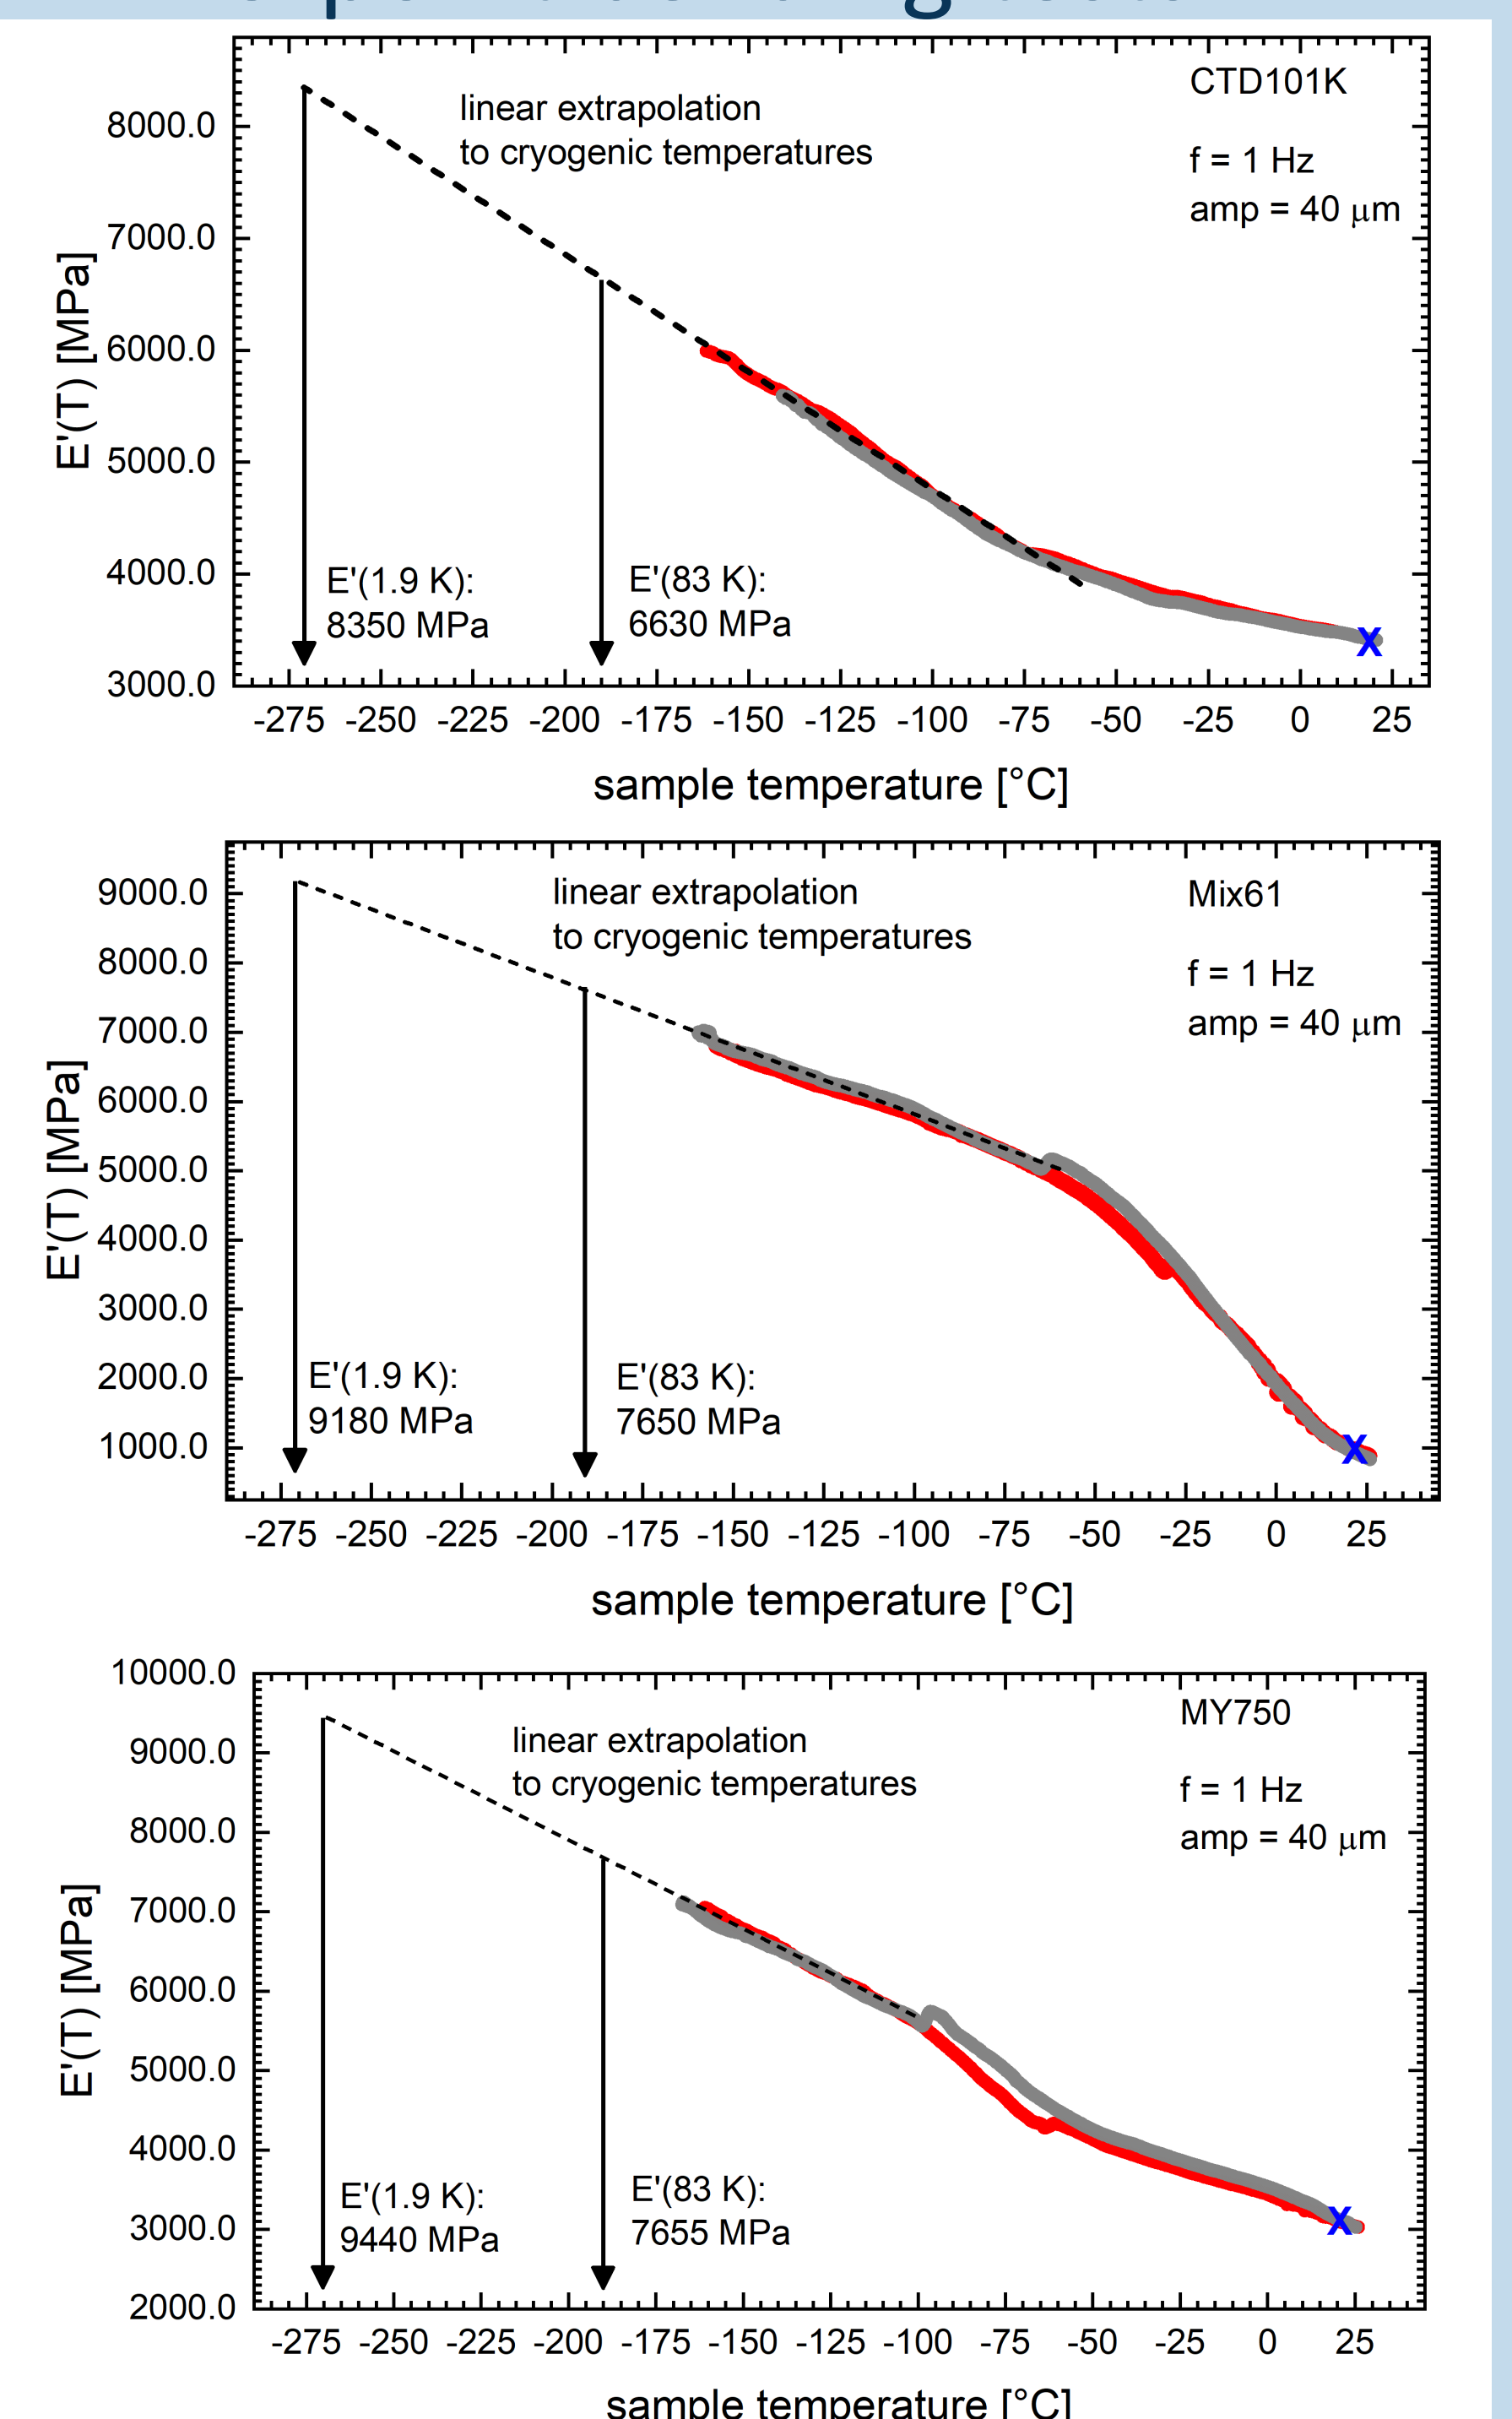 CTD101K
linear extrapolation
to cryogenic temperatures
f = 1 Hz
amp = 40 μm
8000.0
7000.0
6000.0
5000.0
4000.0
3000.0
E'(T) [MPa]
E'(1.9 K):
8350 MPa
E'(83 K):
6630 MPa
-275 -250 -225 -200 -175 -150 -125 -100 -75 -50 -25 0 25
sample temperature [°C]
Mix61
linear extrapolation
to cryogenic temperatures
f = 1 Hz
amp = 40 μm
9000.0
8000.0
7000.0
6000.0
5000.0
4000.0
3000.0
2000.0
1000.0
E'(T) [MPa]
E'(1.9 K):
9180 MPa
E'(83 K):
7650 MPa
X
-275 -250 -225 -200 -175 -150 -125 -100 -75 -50 -25 0 25
sample temperature [°C]
MY750
linear extrapolation
to cryogenic temperatures
f = 1 Hz
amp = 40 μm
10000.0
9000.0
8000.0
7000.0
6000.0
5000.0
4000.0
3000.0
2000.0
E'(T) [MPa]
E'(1.9 K):
9440 MPa
E'(83 K):
7655 MPa
-275 -250 -225 -200 -175 -150 -125 -100 -75 -50 -25 0 25
sample temperature [°C]